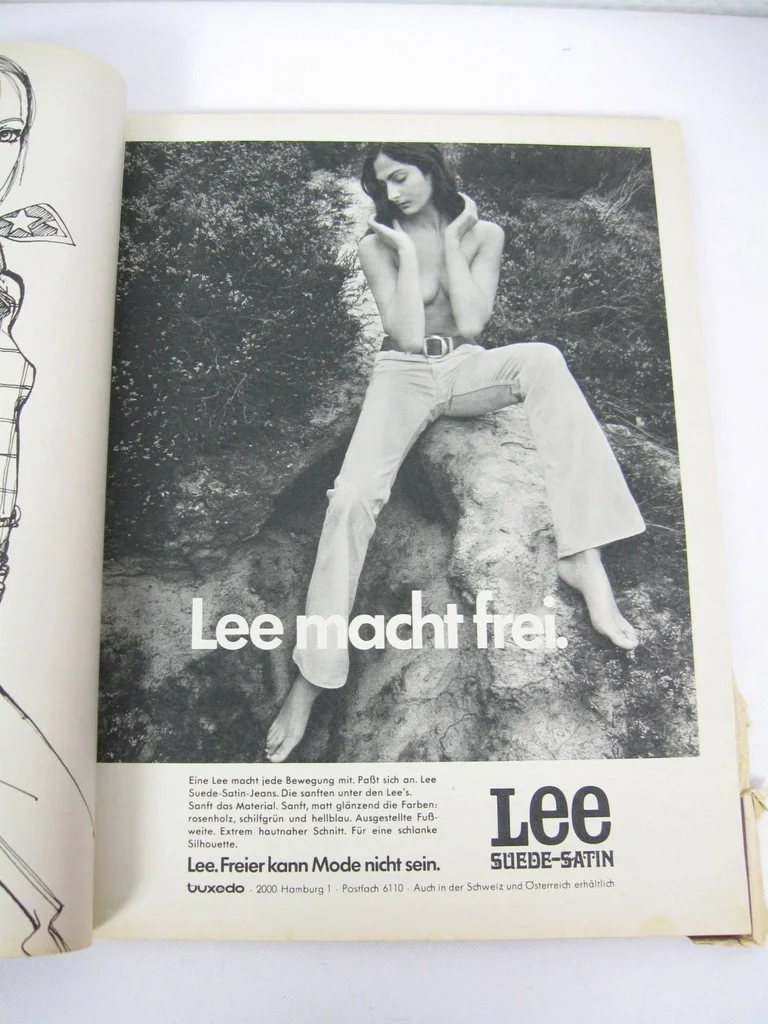 Lee macht frei.
Eine Lee macht jede Bewegung mit. Paßt sich an. Lee
Suede-Satin-Jeans. Die sanften unter den Lee's.
Sanft das Material. Sanft, matt glänzend die Farben:
rosenholz, schilfgrün und hellblau. Ausgestellte Fuß-
weite. Extrem hautnaher Schnitt. Für eine schlanke
Silhouette.
Lee. Freier kann Mode nicht sein.
tuxedo · 2000 Hamburg 1 · Postfach 6110 · Auch in der Schweiz und Österreich erhältlich
Lee
SUEDE-SATIN